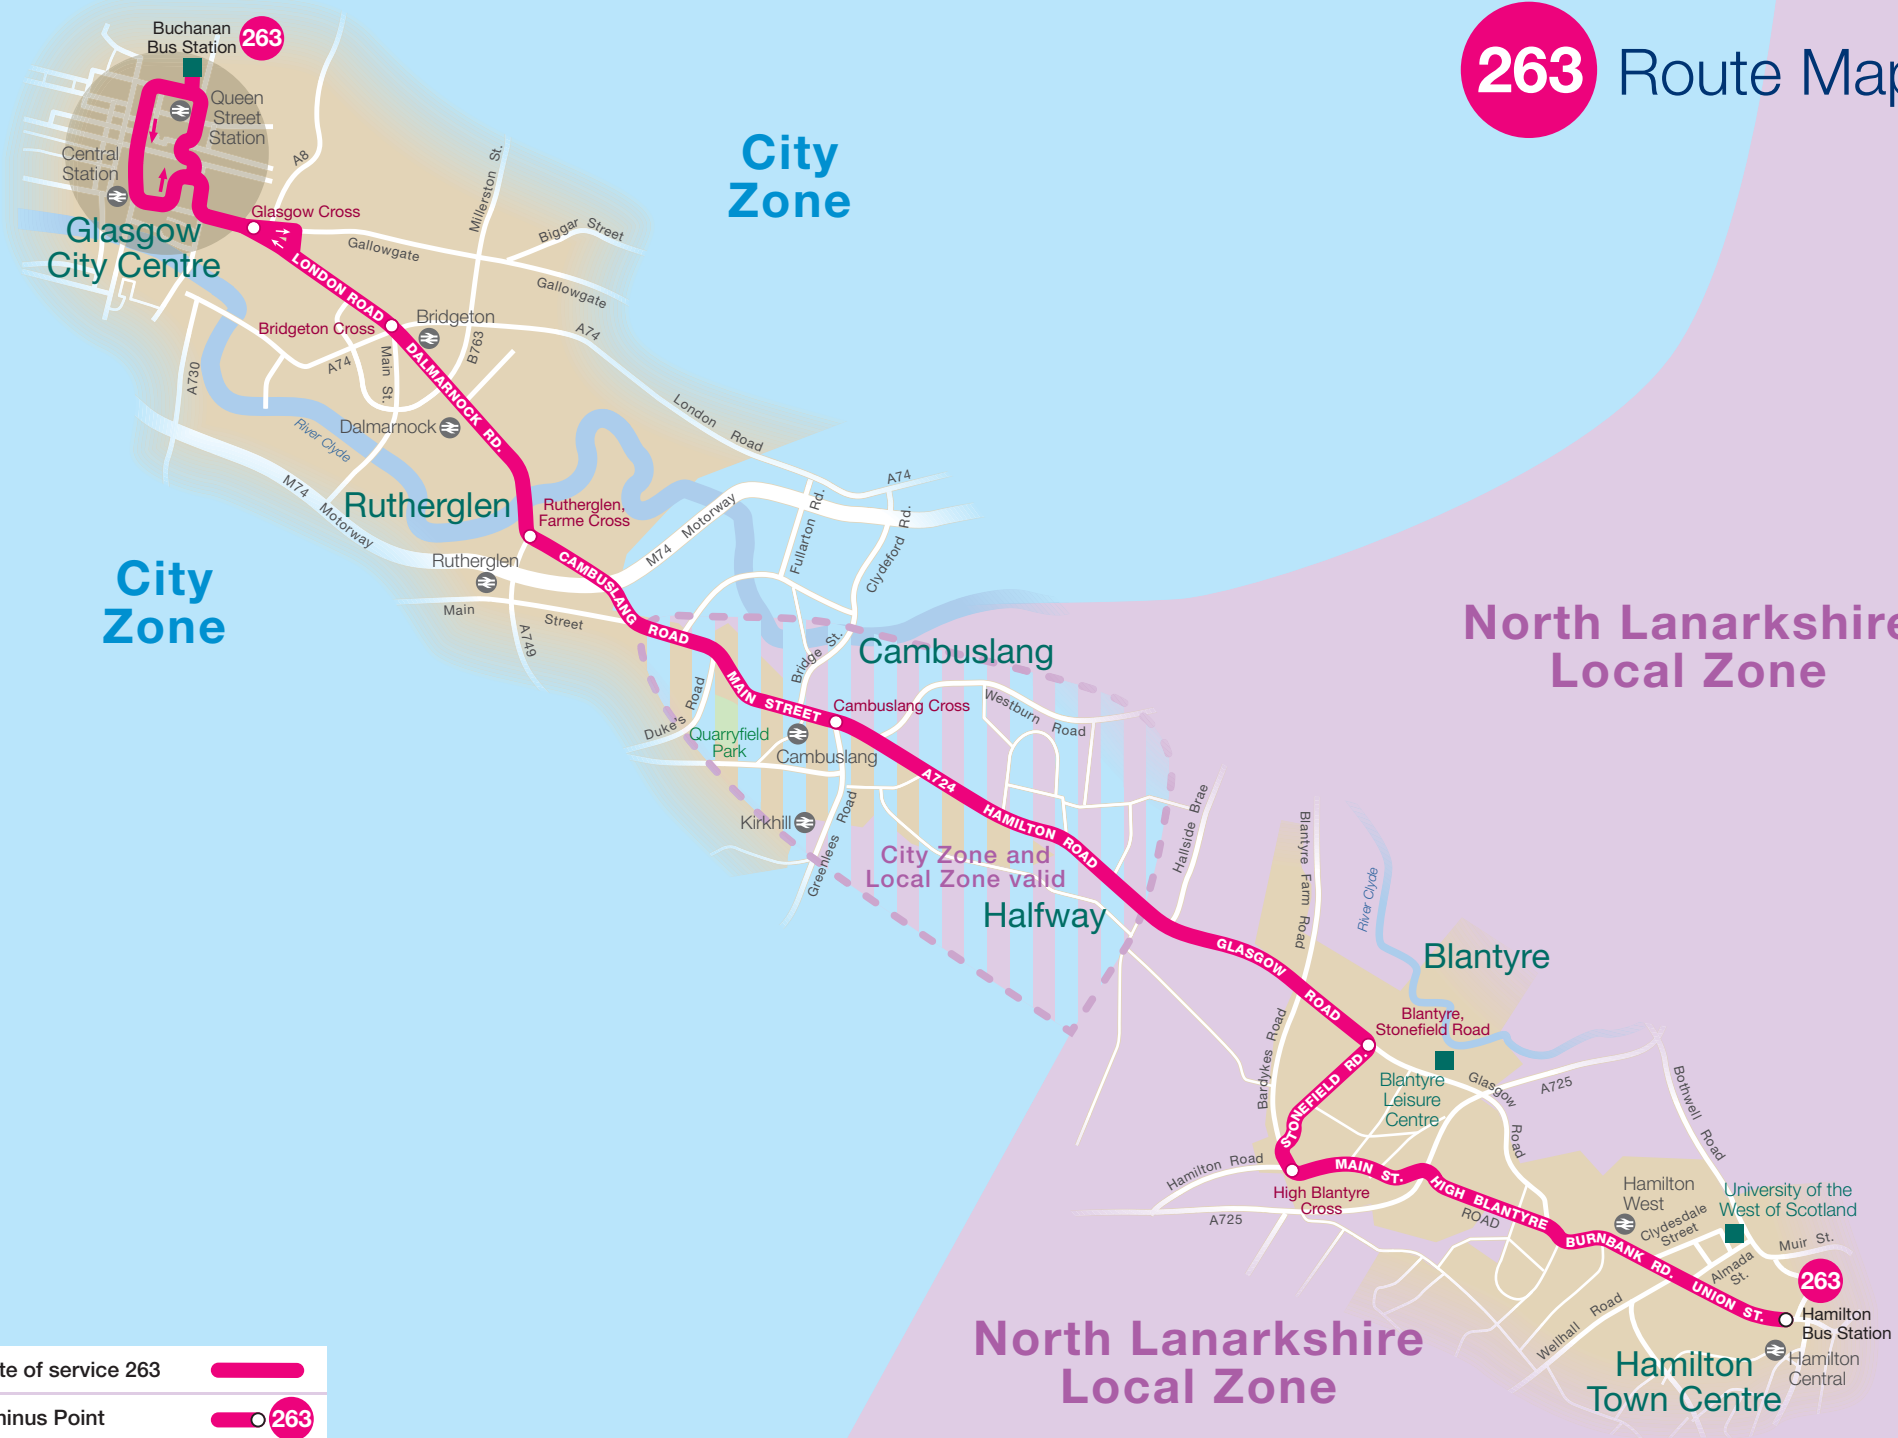 263 Route Map
Buchanan
Bus Station
263
Queen
Street
Station
Central
Station
Glasgow
City Centre
A8
Glasgow Cross
Gallowgate
Millerston St.
Biggar Street
Gallowgate
City
Zone
LONDON ROAD
Bridgeton Cross
Bridgeton
A74
B763
A74
Main St.
A730
DALMARNOCK RD.
Dalmarnock
River Clyde
London Road
A74
M74 Motorway
Rutherglen
Rutherglen,
Farme Cross
Rutherglen
M74 Motorway
Fullarton Rd.
Clydeford Rd.
City
Zone
CAMBUSLANG ROAD
Main Street
A749
North Lanarkshire
Local Zone
Bridge St.
Cambuslang
Duke's Road
MAIN STREET
Cambuslang Cross
Westburn Road
Quarryfield
Park
Cambuslang
A724 HAMILTON ROAD
Kirkhill
Greenlees Road
Hallside Brae
City Zone and
Local Zone valid
Halfway
Blantyre Farm Road
River Clyde
GLASGOW ROAD
Blantyre
Blantyre,
Stonefield Road
Bardykes Road
STONEFIELD RD.
Blantyre
Leisure
Centre
Glasgow Road
A725
Bothwell Road
Hamilton Road
High Blantyre
Cross
MAIN ST.
HIGH BLANTYRE
ROAD
A725
Hamilton
West
University of the
West of Scotland
Clydesdale
Street
Almada
St.
Muir St.
BURNBANK RD.
UNION ST.
263
Hamilton
Bus Station
Wellhall Road
Hamilton
Central
Hamilton
Town Centre
North Lanarkshire
Local Zone
te of service 263
minus Point
263